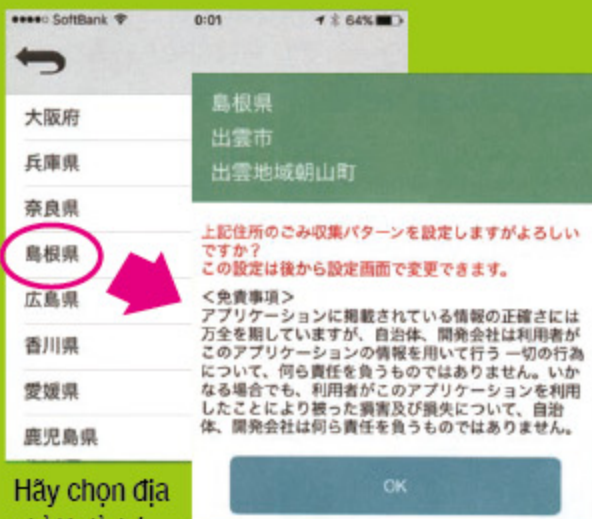 SoftBank 0:01 64%
大阪府
兵庫県
奈良県
島根県
広島県
香川県
愛媛県
鹿児島県
島根県
出雲市
出雲地域朝山町
上記住所のごみ収集パターンを設定しますがよろしい
ですか？
この設定は後から設定画面で変更できます。
＜免責事項＞
アプリケーションに掲載されている情報の正確さには
万全を期していますが、自治体、開発会社は利用者が
このアプリケーションの情報を用いて行う 一切の行為
について、何ら責任を負うものではありません。いか
なる場合でも、利用者がこのアプリケーションを利用
したことにより被った損害及び損失について、自治
体、開発会社は何ら責任を負うものではありません。
OK
Hãy chọn địa